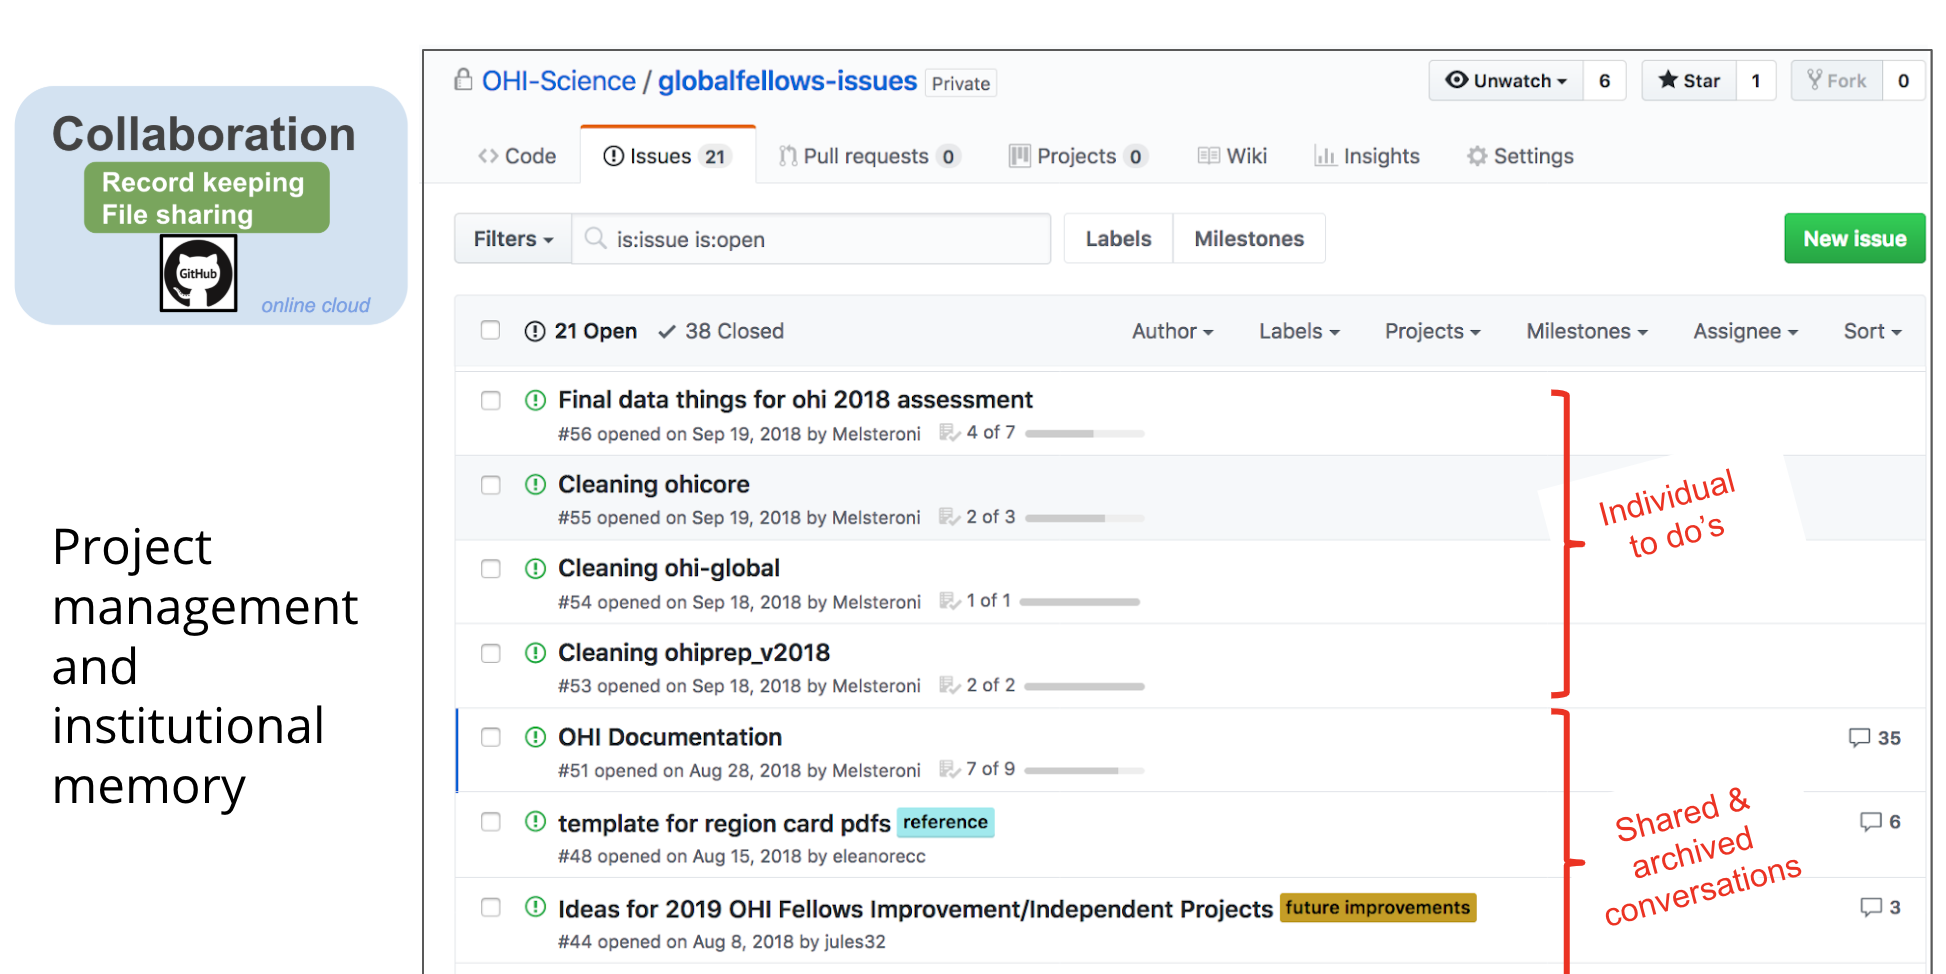 Collaboration
Record keeping
File sharing
GitHub
online cloud
Project
management
and
institutional
memory
OHI-Science / globalfellows-issues Private
Unwatch 6 Star 1 Fork 0
Code Issues 21 Pull requests 0 Projects 0 Wiki Insights Settings
Filters is:issue is:open Labels Milestones New issue
21 Open 38 Closed Author Labels Projects Milestones Assignee Sort
Final data things for ohi 2018 assessment
#56 opened on Sep 19, 2018 by Melsteroni 4 of 7
Cleaning ohicore
#55 opened on Sep 19, 2018 by Melsteroni 2 of 3
Cleaning ohi-global
#54 opened on Sep 18, 2018 by Melsteroni 1 of 1
Cleaning ohiprep_v2018
#53 opened on Sep 18, 2018 by Melsteroni 2 of 2
Individual
to do's
OHI Documentation 35
#51 opened on Aug 28, 2018 by Melsteroni 7 of 9
template for region card pdfs reference 6
#48 opened on Aug 15, 2018 by eleanorecc
Ideas for 2019 OHI Fellows Improvement/Independent Projects future improvements 3
#44 opened on Aug 8, 2018 by jules32
Shared &
archived
conversations